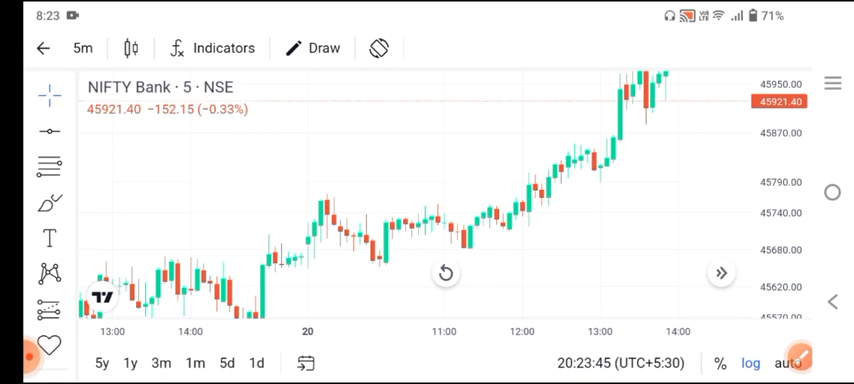 8:23
71%
5m
Indicators
Draw
NIFTY Bank · 5 · NSE
45921.40 −152.15 (−0.33%)
45950.00
45921.40
45870.00
45790.00
45740.00
45680.00
45620.00
45570.00
13:00 14:00 20 11:00 12:00 13:00 14:00
5y 1y 3m 1m 5d 1d 20:23:45 (UTC+5:30) % log auto